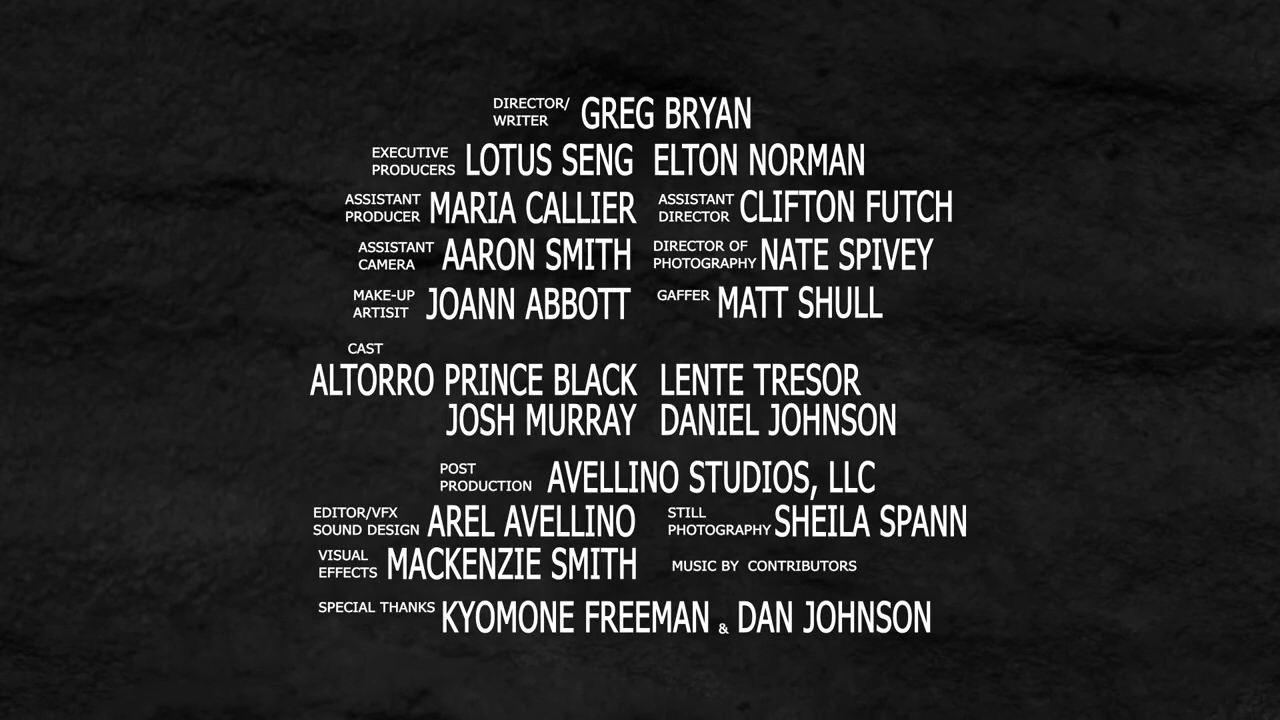 DIRECTOR/ WRITER GREG BRYAN
EXECUTIVE PRODUCERS LOTUS SENG ELTON NORMAN
ASSISTANT PRODUCER MARIA CALLIER ASSISTANT DIRECTOR CLIFTON FUTCH
ASSISTANT CAMERA AARON SMITH DIRECTOR OF PHOTOGRAPHY NATE SPIVEY
MAKE-UP ARTISIT JOANN ABBOTT GAFFER MATT SHULL
CAST
ALTORRO PRINCE BLACK LENTE TRESOR
JOSH MURRAY DANIEL JOHNSON
POST PRODUCTION AVELLINO STUDIOS, LLC
EDITOR/VFX SOUND DESIGN AREL AVELLINO STILL PHOTOGRAPHY SHEILA SPANN
VISUAL EFFECTS MACKENZIE SMITH MUSIC BY CONTRIBUTORS
SPECIAL THANKS KYOMONE FREEMAN & DAN JOHNSON